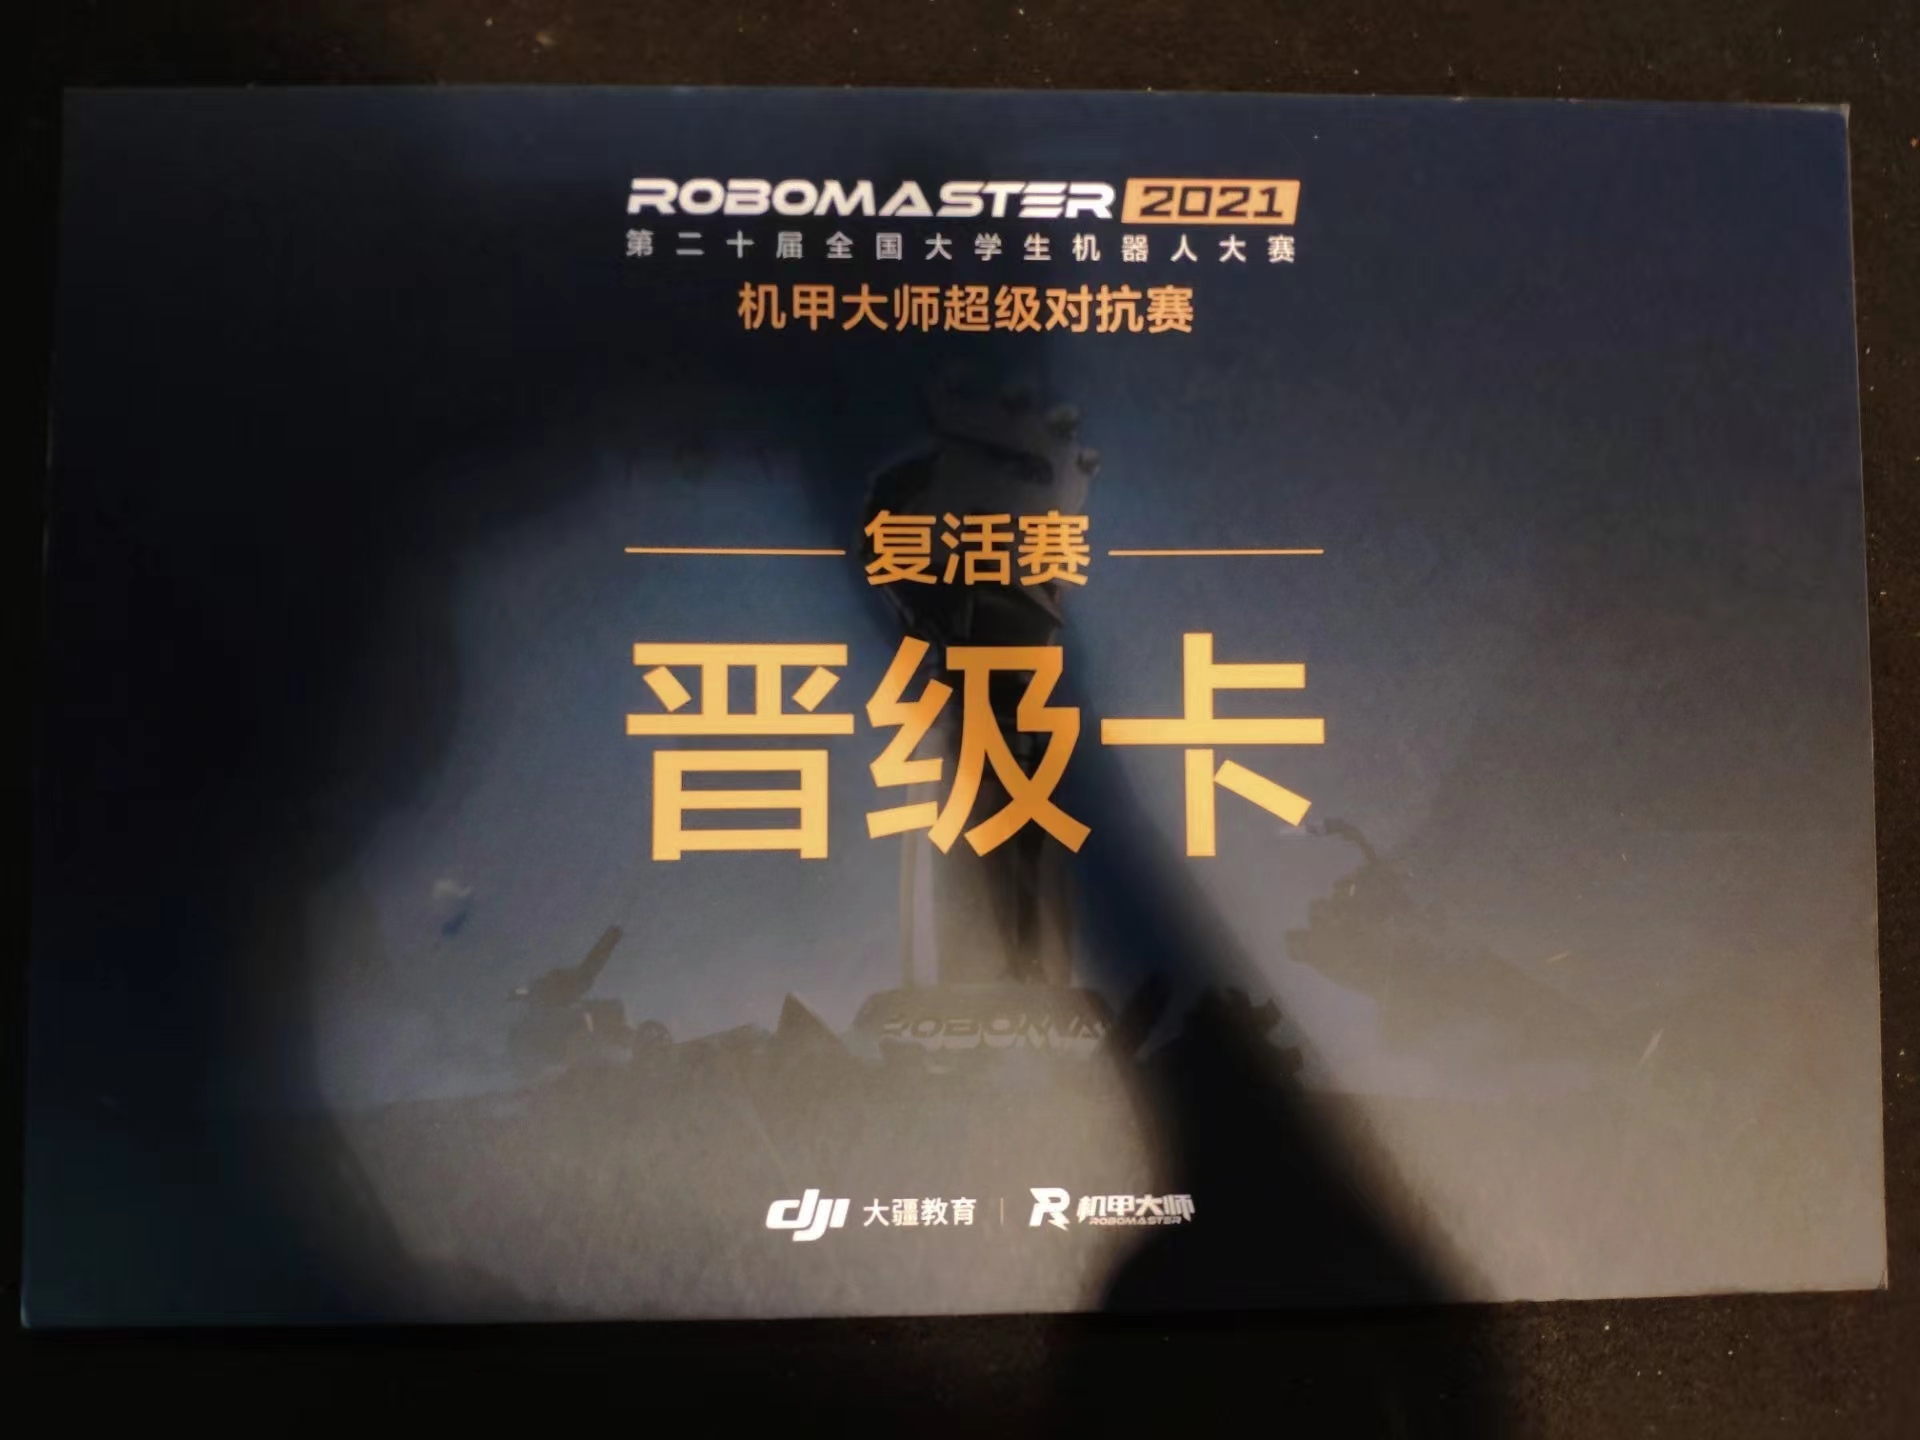 ROBOMASTER 2021
第二十届全国大学生机器人大赛
机甲大师超级对抗赛
复活赛
晋级卡
ROBOMA
dji 大疆教育 | 机甲大师
ROBOMASTER